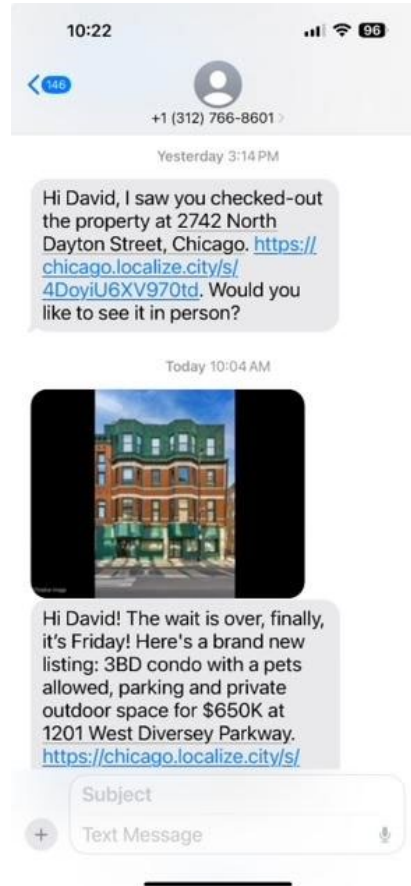 10:22
96
146
+1 (312) 766-8601
Yesterday 3:14 PM
Hi David, I saw you checked-out
the property at 2742 North
Dayton Street, Chicago. https://
chicago.localize.city/s/
4DoyiU6XV970td. Would you
like to see it in person?
Today 10:04 AM
Hi David! The wait is over, finally,
it's Friday! Here's a brand new
listing: 3BD condo with a pets
allowed, parking and private
outdoor space for $650K at
1201 West Diversey Parkway.
https://chicago.localize.city/s/
Subject
Text Message